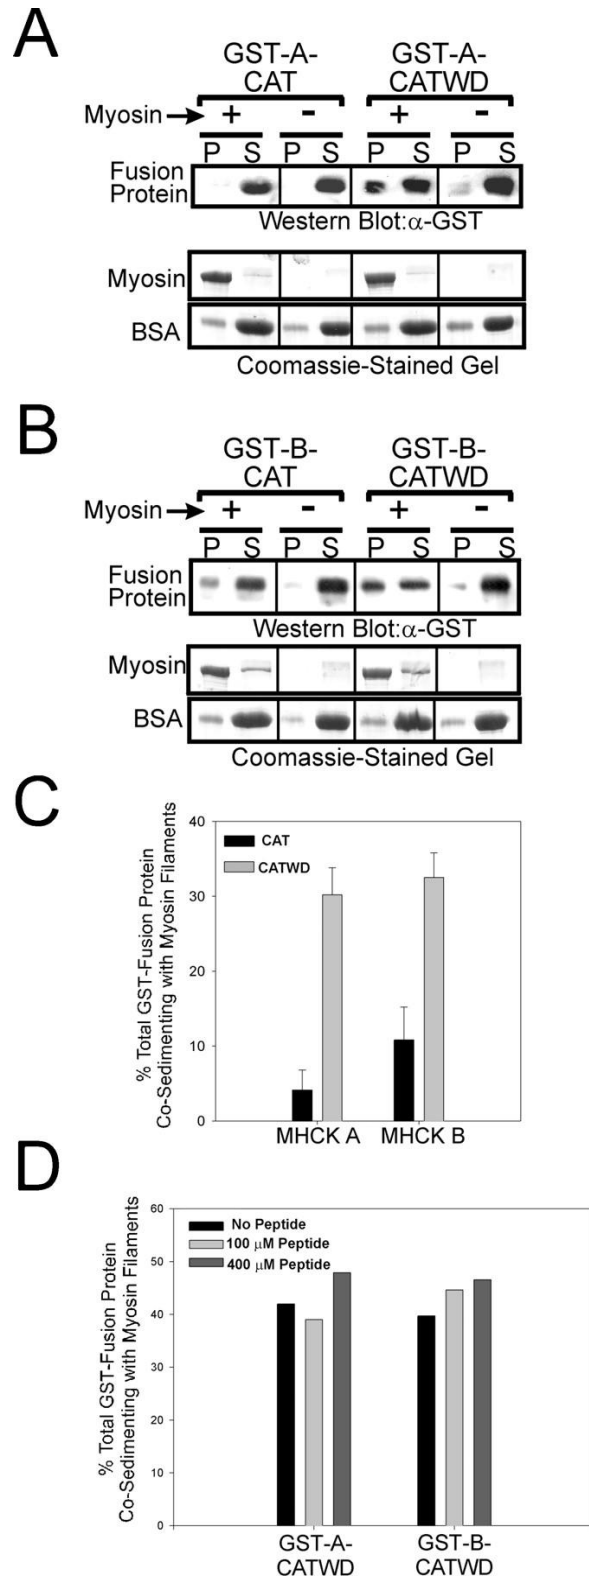 A
GST-A-
CAT
GST-A-
CATWD
Myosin
+ - + -
P S P S P S P S
Fusion
Protein
Western Blot:α-GST
Myosin
BSA
Coomassie-Stained Gel
B
GST-B-
CAT
GST-B-
CATWD
Myosin
+ - + -
P S P S P S P S
Fusion
Protein
Western Blot:α-GST
Myosin
BSA
Coomassie-Stained Gel
C
% Total GST-Fusion Protein
Co-Sedimenting with Myosin Filaments
40
30
20
10
0
CAT
CATWD
MHCK A
MHCK B
D
% Total GST-Fusion Protein
Co-Sedimenting with Myosin Filaments
60
50
40
30
20
10
0
No Peptide
100 μM Peptide
400 μM Peptide
GST-A-
CATWD
GST-B-
CATWD